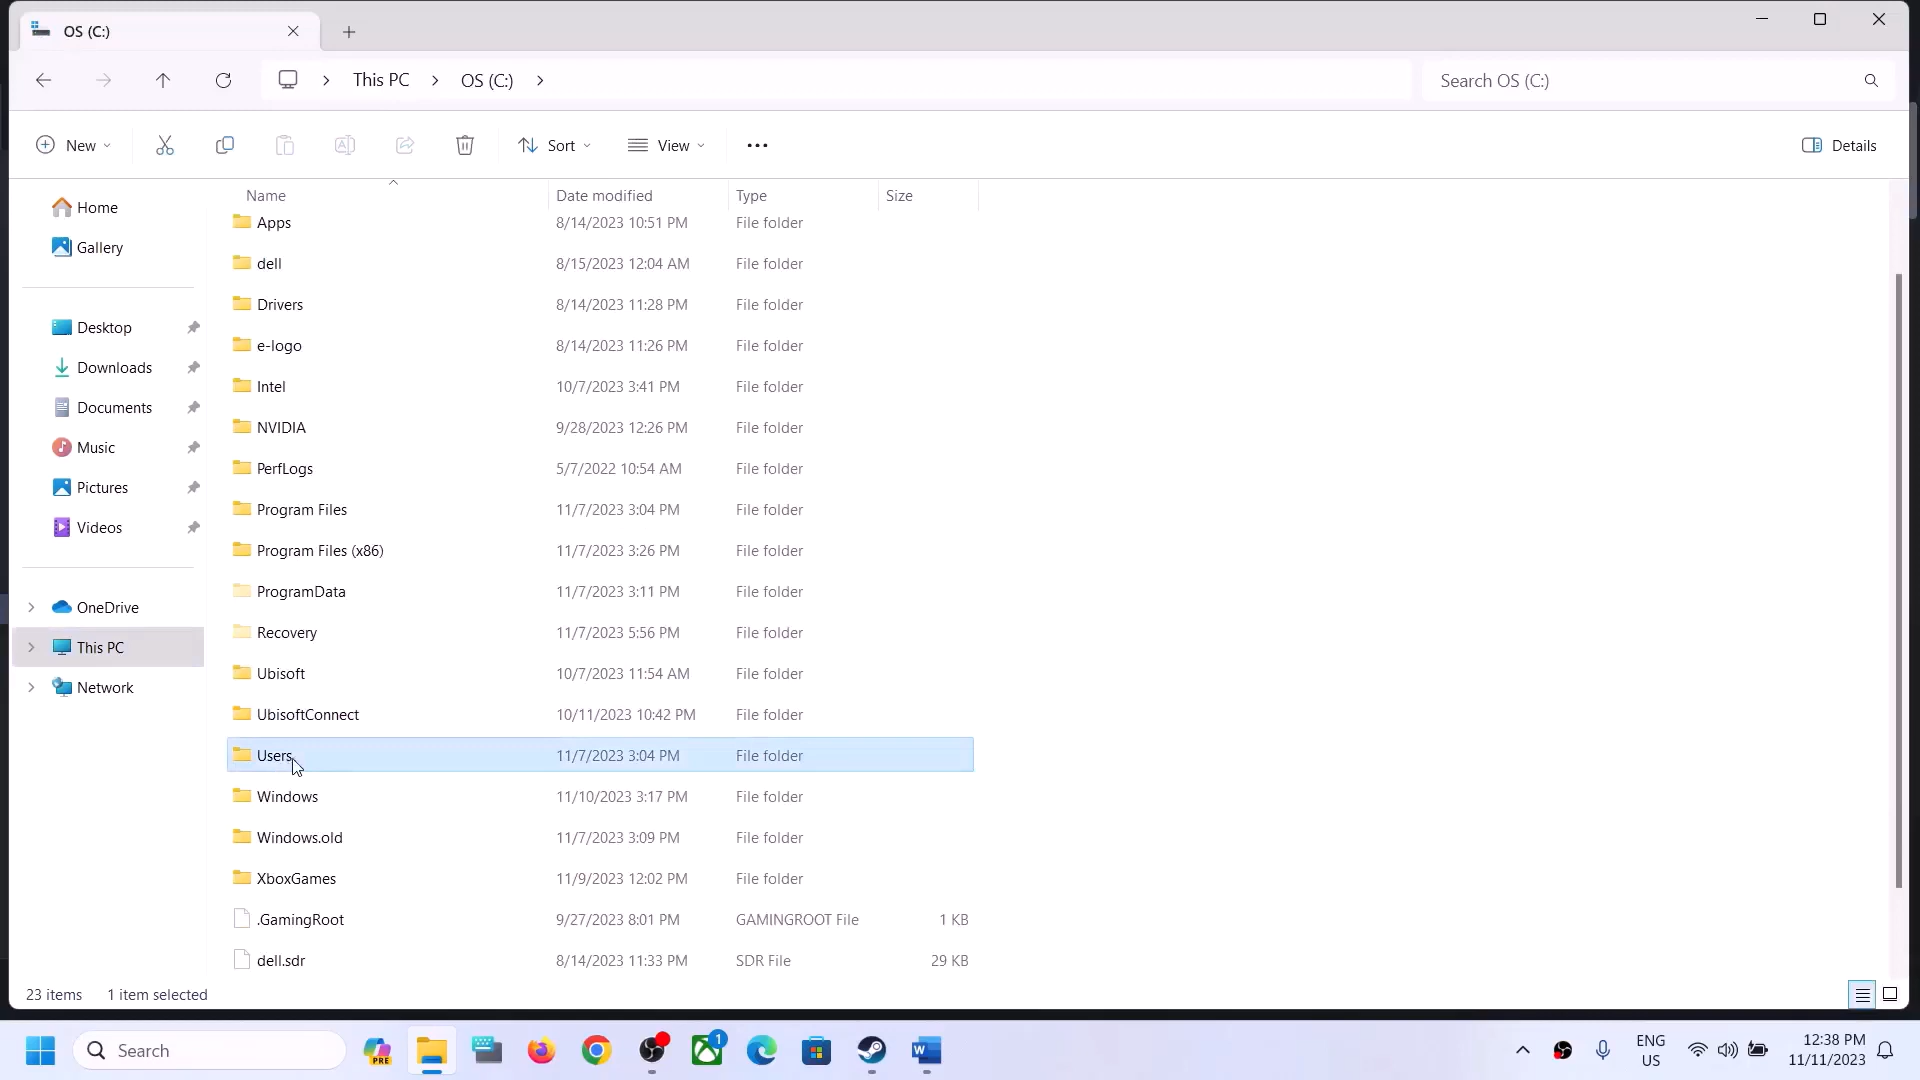 OS (C:)
This PC
OS (C:)
Search OS (C:)
New
Sort
View
Details
Name
Date modified
Type
Size
Home
Gallery
Desktop
Downloads
Documents
Music
Pictures
Videos
OneDrive
This PC
Network
Apps 8/14/2023 10:51 PM File folder
dell 8/15/2023 12:04 AM File folder
Drivers 8/14/2023 11:28 PM File folder
e-logo 8/14/2023 11:26 PM File folder
Intel 10/7/2023 3:41 PM File folder
NVIDIA 9/28/2023 12:26 PM File folder
PerfLogs 5/7/2022 10:54 AM File folder
Program Files 11/7/2023 3:04 PM File folder
Program Files (x86) 11/7/2023 3:26 PM File folder
ProgramData 11/7/2023 3:11 PM File folder
Recovery 11/7/2023 5:56 PM File folder
Ubisoft 10/7/2023 11:54 AM File folder
UbisoftConnect 10/11/2023 10:42 PM File folder
Users 11/7/2023 3:04 PM File folder
Windows 11/10/2023 3:17 PM File folder
Windows.old 11/7/2023 3:09 PM File folder
XboxGames 11/9/2023 12:02 PM File folder
.GamingRoot 9/27/2023 8:01 PM GAMINGROOT File 1 KB
dell.sdr 8/14/2023 11:33 PM SDR File 29 KB
23 items 1 item selected
Search
PRE
1
ENG
US
12:38 PM
11/11/2023